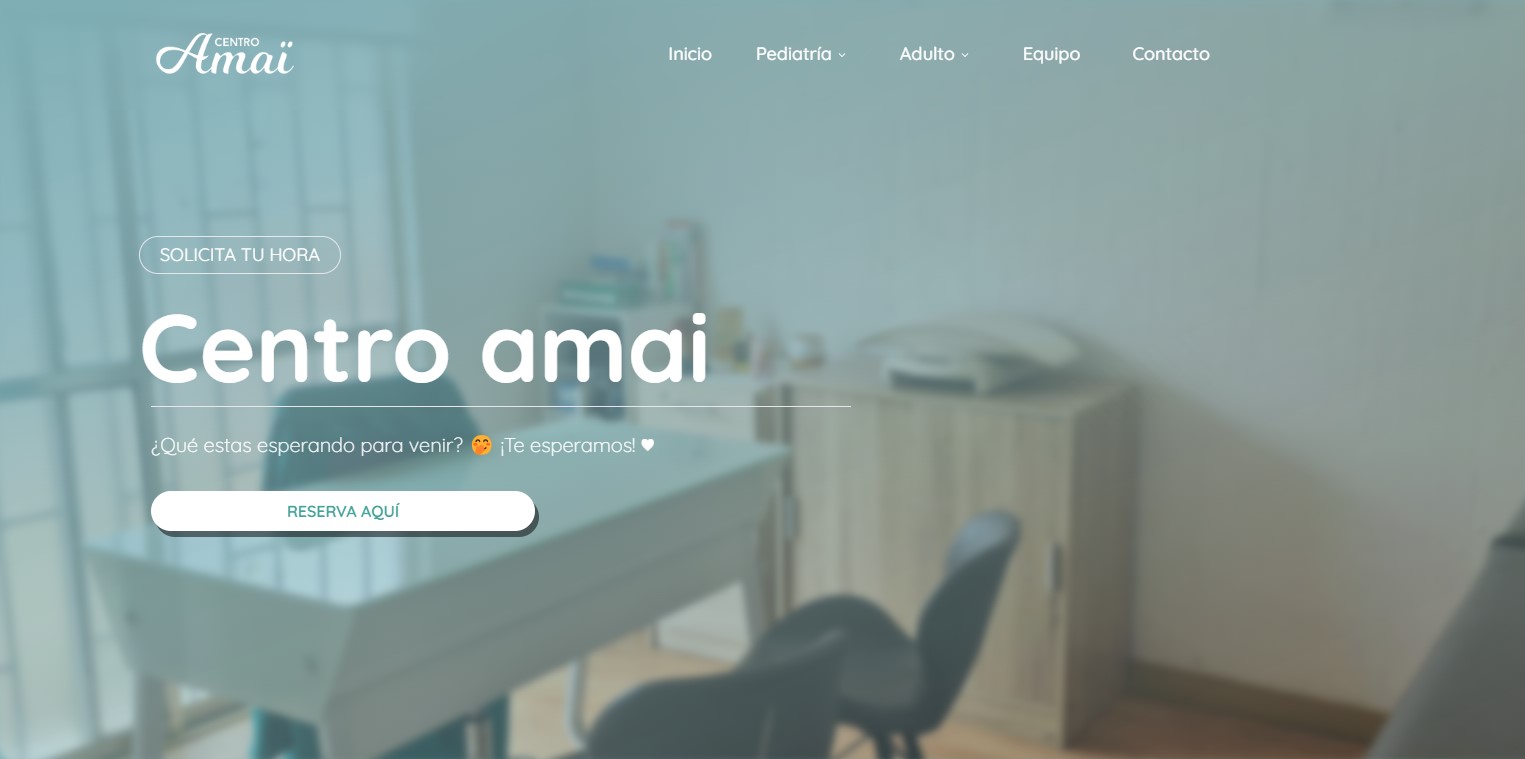 CENTRO
Amaï
Inicio Pediatría Adulto Equipo Contacto
SOLICITA TU HORA
Centro amai
¿Qué estas esperando para venir? 🤭 ¡Te esperamos! ♥
RESERVA AQUÍ